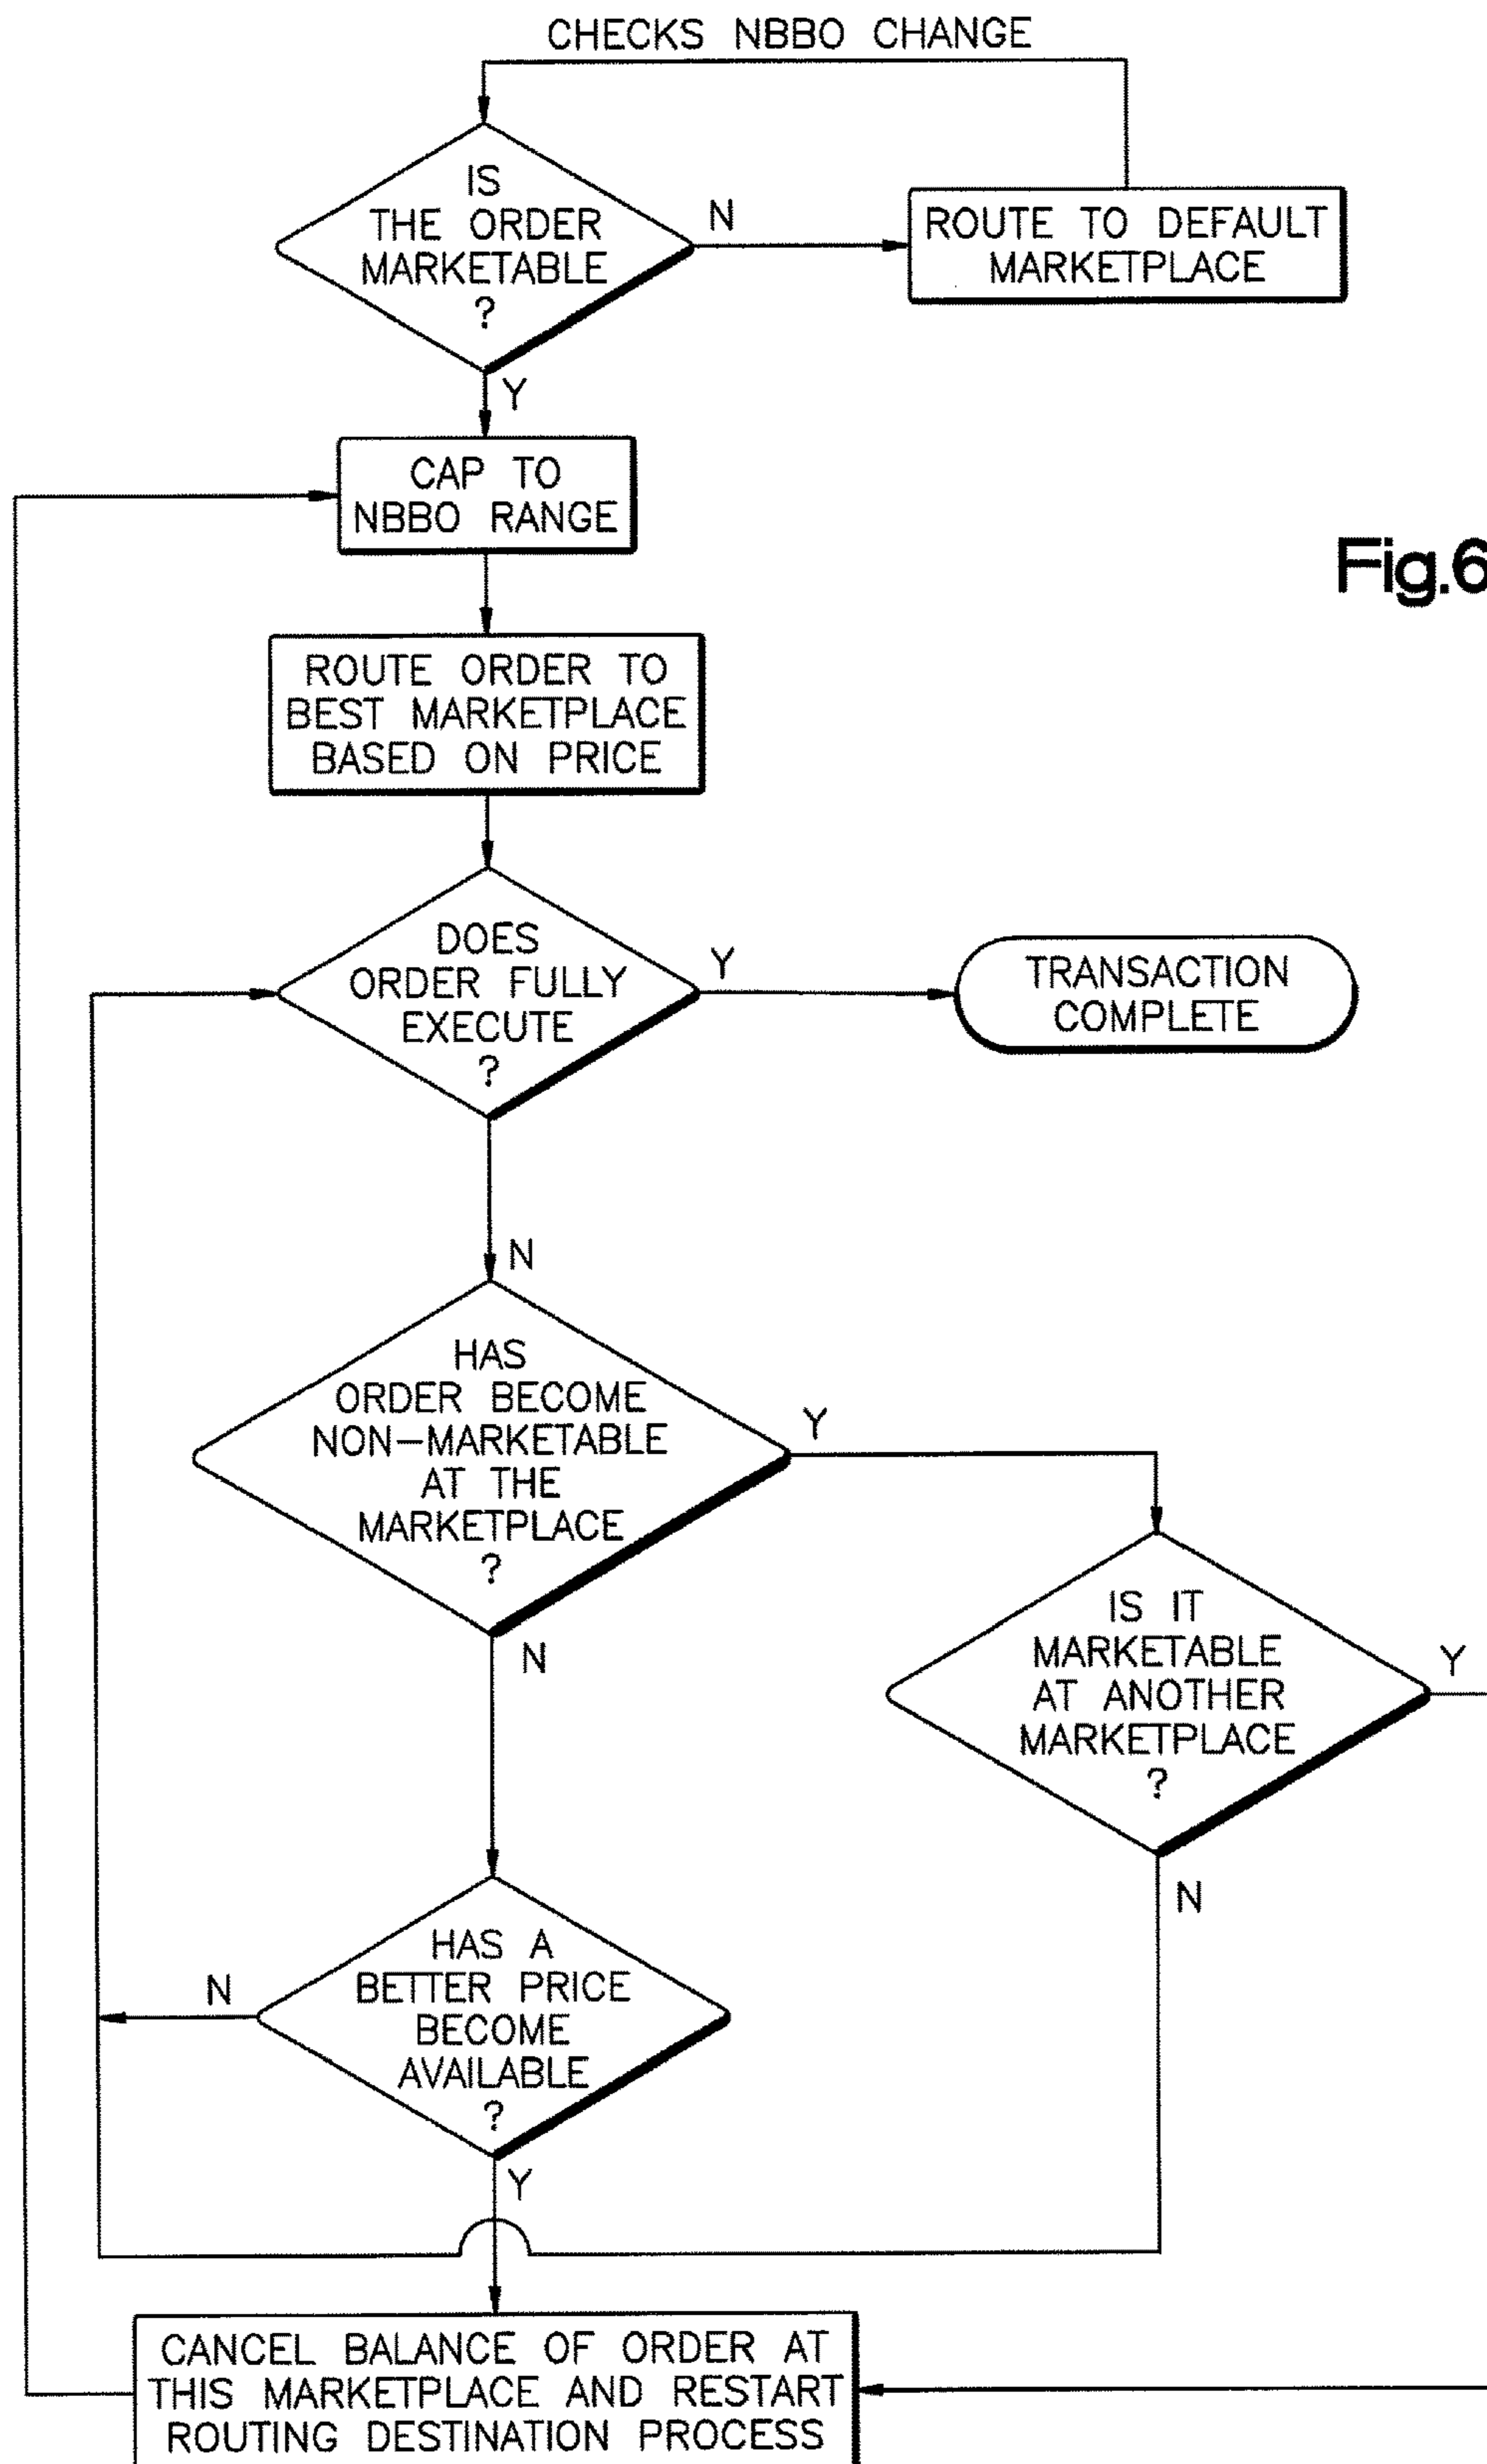 CHECKS NBBO CHANGE
IS
THE ORDER
MARKETABLE
?
N
ROUTE TO DEFAULT
MARKETPLACE
Y
CAP TO
NBBO RANGE
Fig.6
ROUTE ORDER TO
BEST MARKETPLACE
BASED ON PRICE
DOES
ORDER FULLY
EXECUTE
?
Y
TRANSACTION
COMPLETE
N
HAS
ORDER BECOME
NON-MARKETABLE
AT THE
MARKETPLACE
?
Y
N
IS IT
MARKETABLE
AT ANOTHER
MARKETPLACE
?
Y
N
HAS A
BETTER PRICE
BECOME
AVAILABLE
?
N
Y
CANCEL BALANCE OF ORDER AT
THIS MARKETPLACE AND RESTART
ROUTING DESTINATION PROCESS